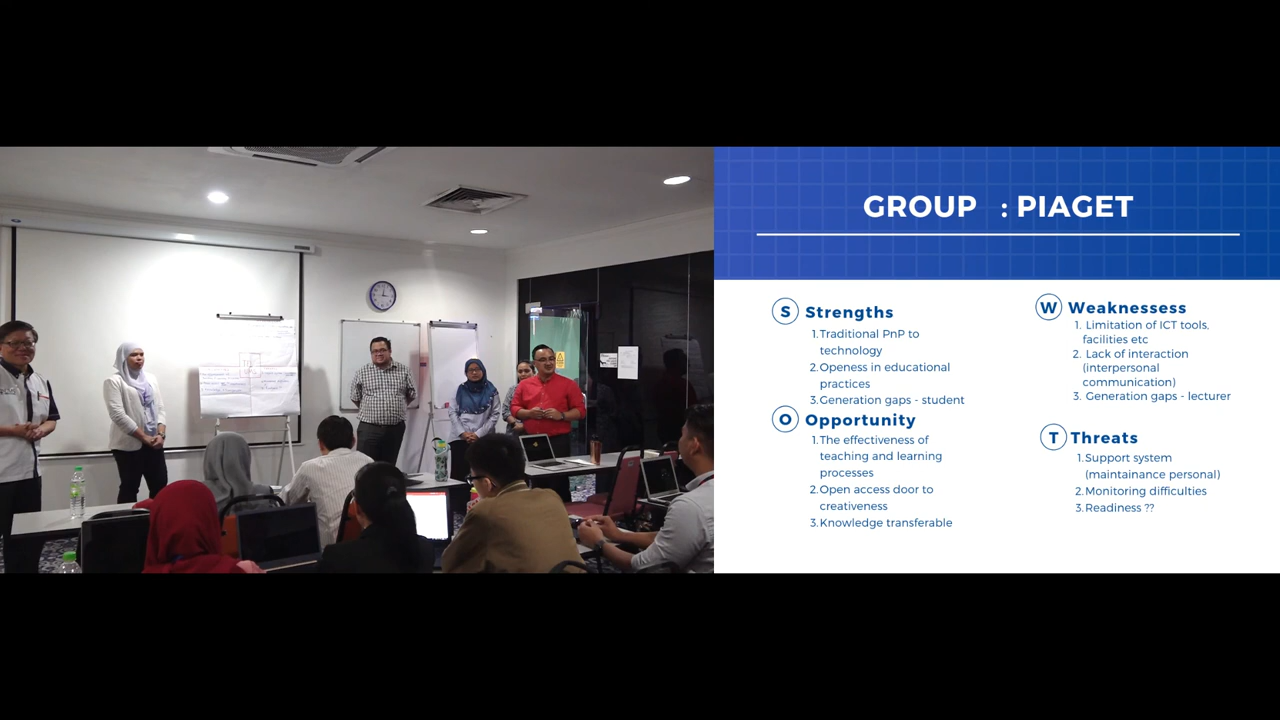 GROUP : PIAGET
S Strengths
1.Traditional PnP to
technology
2.Openess in educational
practices
3.Generation gaps - student
O Opportunity
1.The effectiveness of
teaching and learning
processes
2.Open access door to
creativeness
3.Knowledge transferable
W Weaknessess
1. Limitation of ICT tools,
facilities etc
2. Lack of interaction
(interpersonal
communication)
3. Generation gaps - lecturer
T Threats
1.Support system
(maintainance personal)
2.Monitoring difficulties
3.Readiness ??